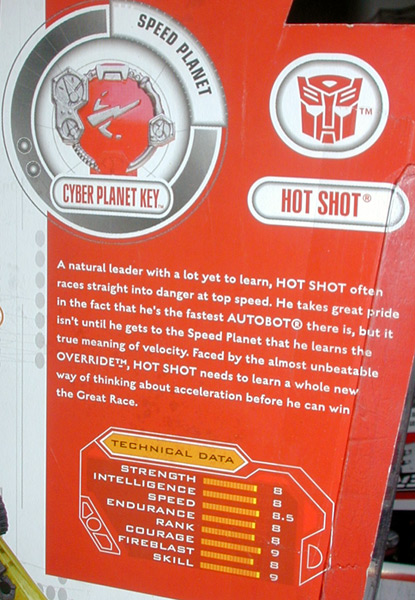 SPEED PLANET
CYBER PLANET KEY™
TM
HOT SHOT®
A natural leader with a lot yet to learn, HOT SHOT often
races straight into danger at top speed. He takes great pride
in the fact that he's the fastest AUTOBOT® there is, but it
isn't until he gets to the Speed Planet that he learns the
true meaning of velocity. Faced by the almost unbeatable
OVERRIDE™, HOT SHOT needs to learn a whole new
way of thinking about acceleration before he can win
the Great Race.
TECHNICAL DATA
STRENGTH 8
INTELLIGENCE 8
SPEED 8.5
ENDURANCE 8
RANK 8
COURAGE 9
FIREBLAST 8
SKILL 9